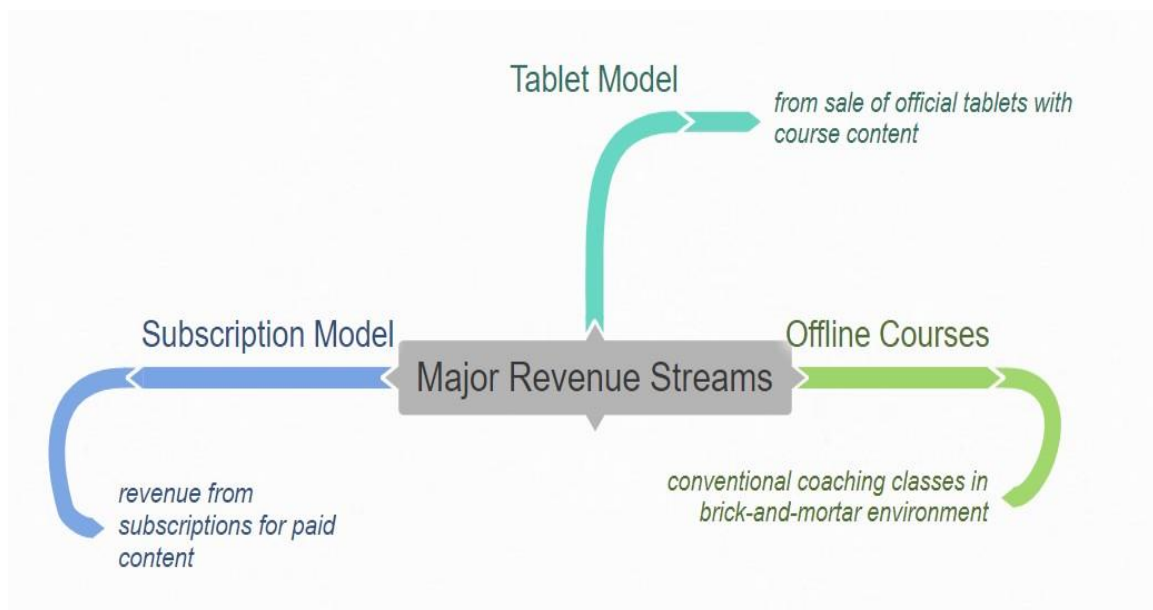 Tablet Model
from sale of official tablets with
course content
Subscription Model
Major Revenue Streams
Offline Courses
revenue from
subscriptions for paid
content
conventional coaching classes in
brick-and-mortar environment